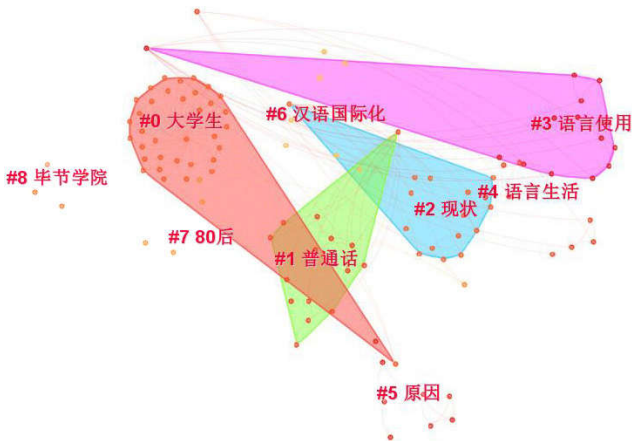 #0 大学生
#6 汉语国际化
#3 语言使用
#8 毕节学院
#4 语言生活
#2 现状
#7 80后
#1 普通话
#5 原因